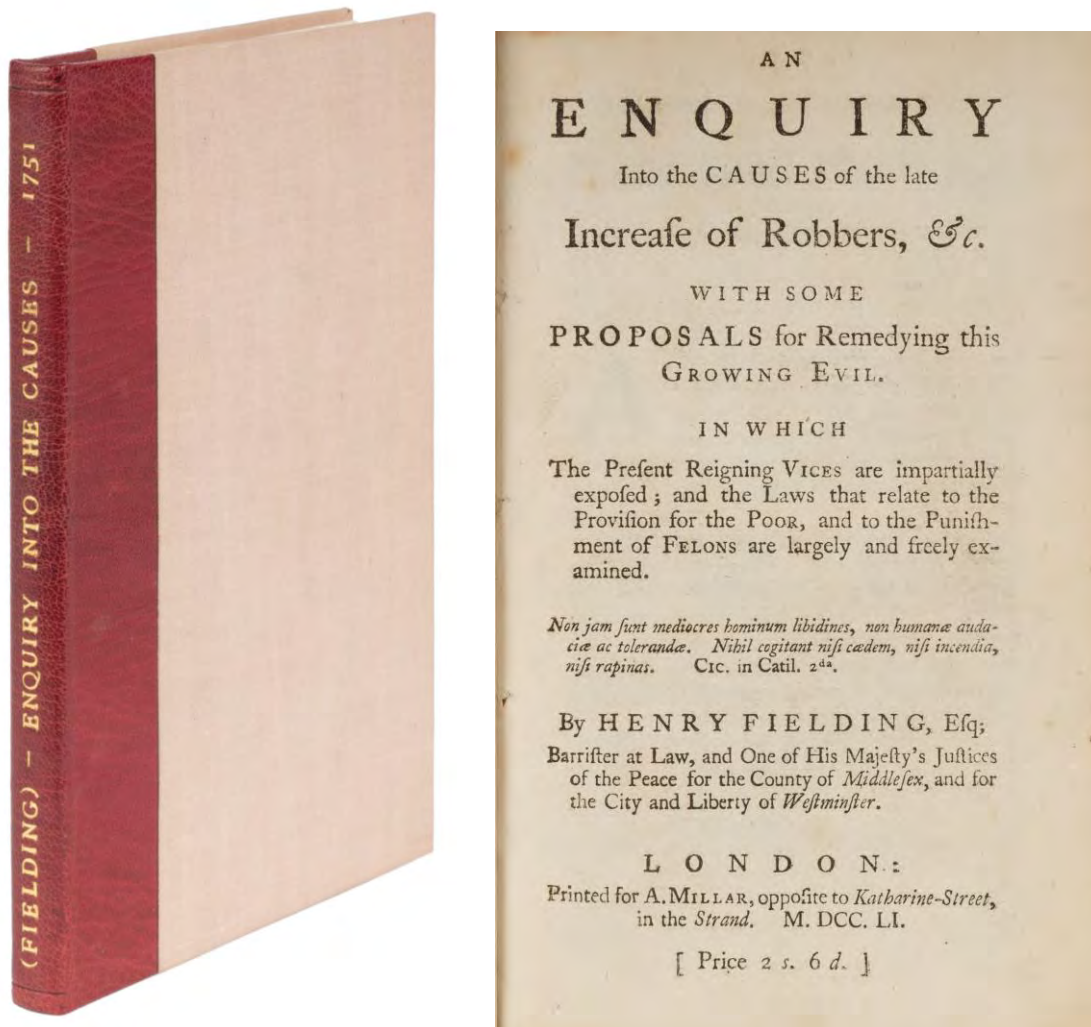 (FIELDING) – ENQUIRY INTO THE CAUSES – 1751
AN
ENQUIRY
Into the CAUSES of the late
Increaſe of Robbers, &c.
WITH SOME
PROPOSALS for Remedying this
GROWING EVIL.
IN WHICH
The Preſent Reigning VICES are impartially
expoſed; and the Laws that relate to the
Proviſion for the POOR, and to the Puniſh-
ment of FELONS are largely and freely ex-
amined.
Non jam ſunt mediocres hominum libidines, non humanæ auda-
ciæ ac tolerandæ. Nihil cogitant niſi cædem, niſi incendia,
niſi rapinas. CIC. in Catil. 2da.
By HENRY FIELDING, Eſq;
Barriſter at Law, and One of His Majeſty's Juſtices
of the Peace for the County of Middleſex, and for
the City and Liberty of Weſtminſter.
LONDON:
Printed for A. MILLAR, oppoſite to Katharine-Street,
in the Strand. M. DCC. LI.
[ Price 2 s. 6 d. ]